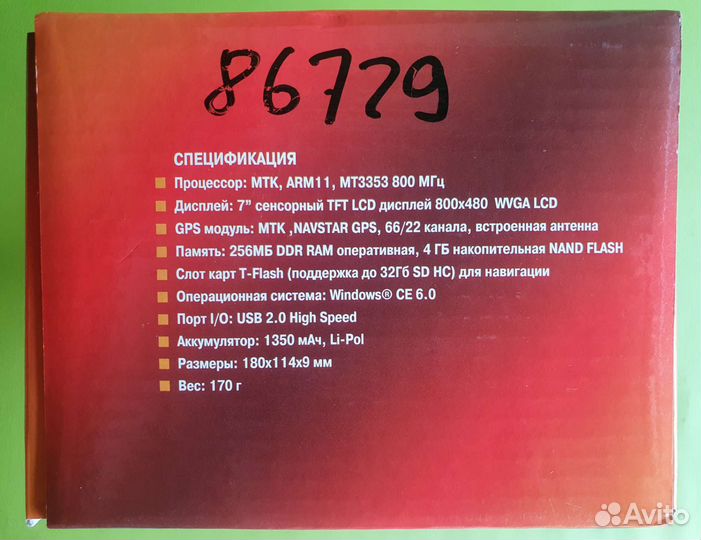 86729
СПЕЦИФИКАЦИЯ
Процессор: МТК, ARM11, MT3353 800 МГц
Дисплей: 7" сенсорный TFT LCD дисплей 800x480 WVGA LCD
GPS модуль: МТК ,NAVSTAR GPS, 66/22 канала, встроенная антенна
Память: 256МБ DDR RAM оперативная, 4 ГБ накопительная NAND FLASH
Слот карт T-Flash (поддержка до 32Гб SD HC) для навигации
Операционная система: Windows® CE 6.0
Порт I/O: USB 2.0 High Speed
Аккумулятор: 1350 мАч, Li-Pol
Размеры: 180x114x9 мм
Вес: 170 г
Avito